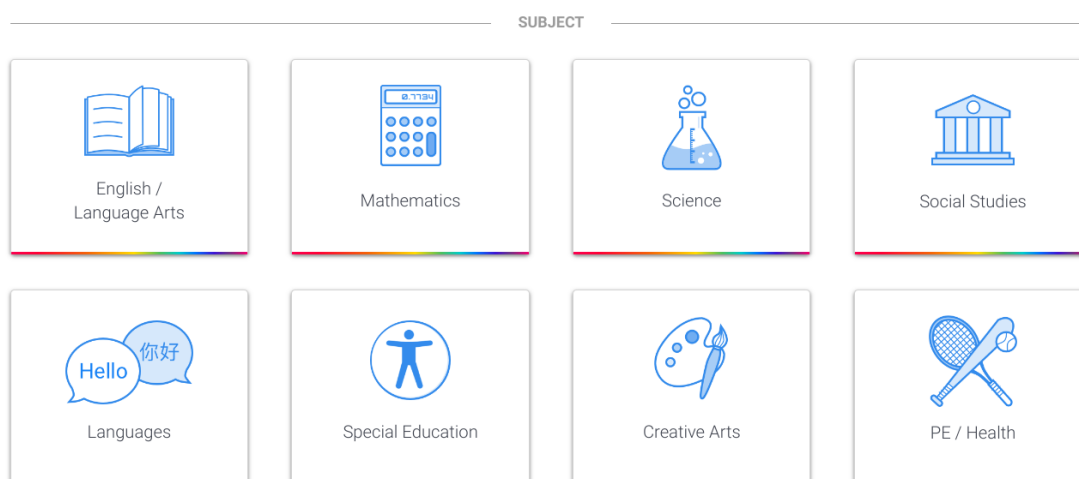 SUBJECT
0.7734
English /
Language Arts
Mathematics
Science
Social Studies
Hello
你好
Languages
Special Education
Creative Arts
PE / Health